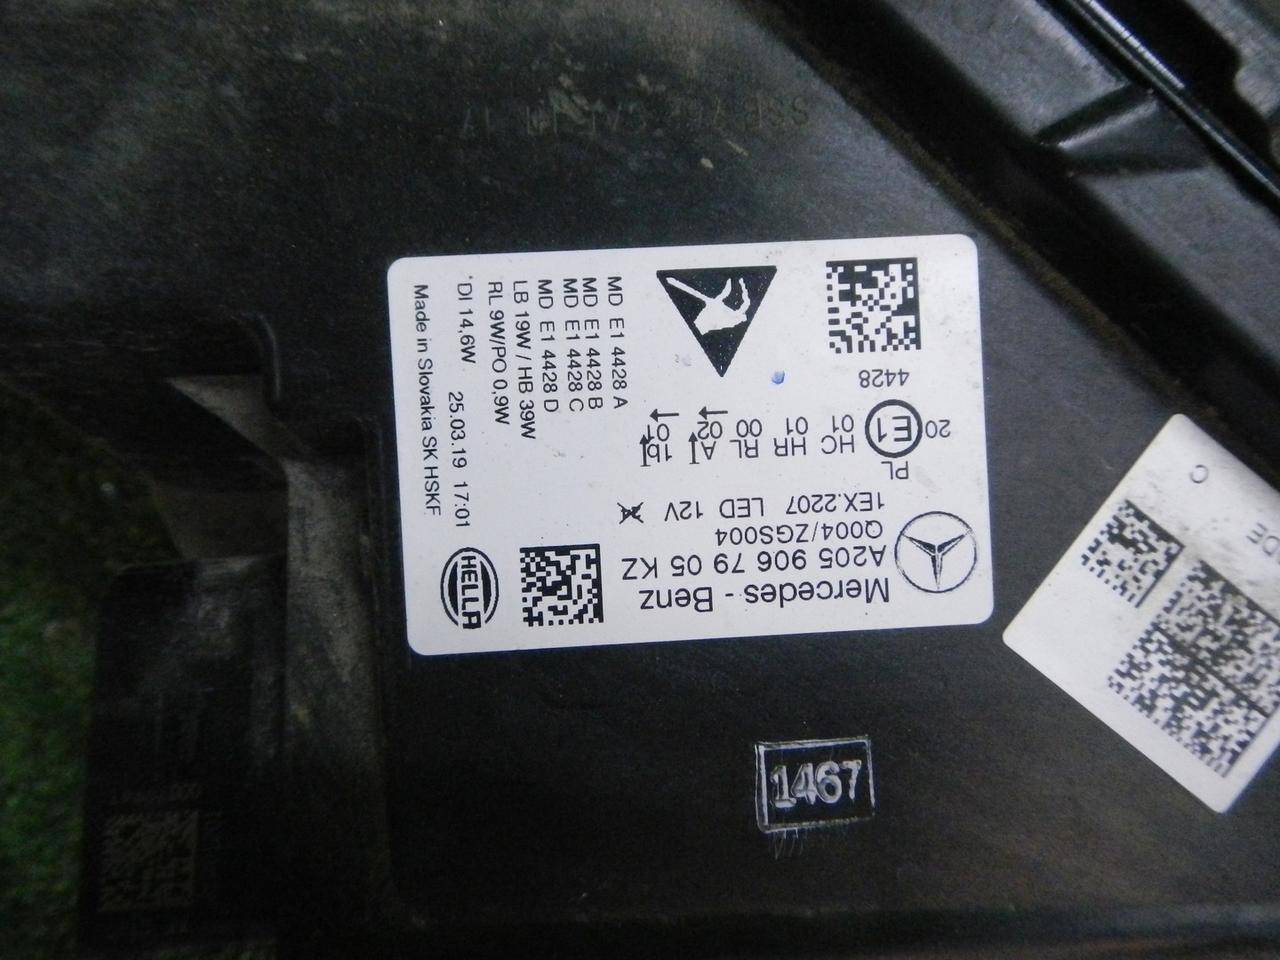 Mercedes - Benz
A205 906 79 05 KZ
Q004/ZGS004
1EX.2207 LED 12V
PL
20 E1
HC HR RL A 1b
01 01 00 02 01
4428
MD E1 4428 A
MD E1 4428 B
MD E1 4428 C
MD E1 4428 D
LB 19W / HB 39W
RL 9W/PO 0,9W
DI 14,6W 25.03.19 17:01
Made in Slovakia SK HSKF
HELLA
1467
C
DE